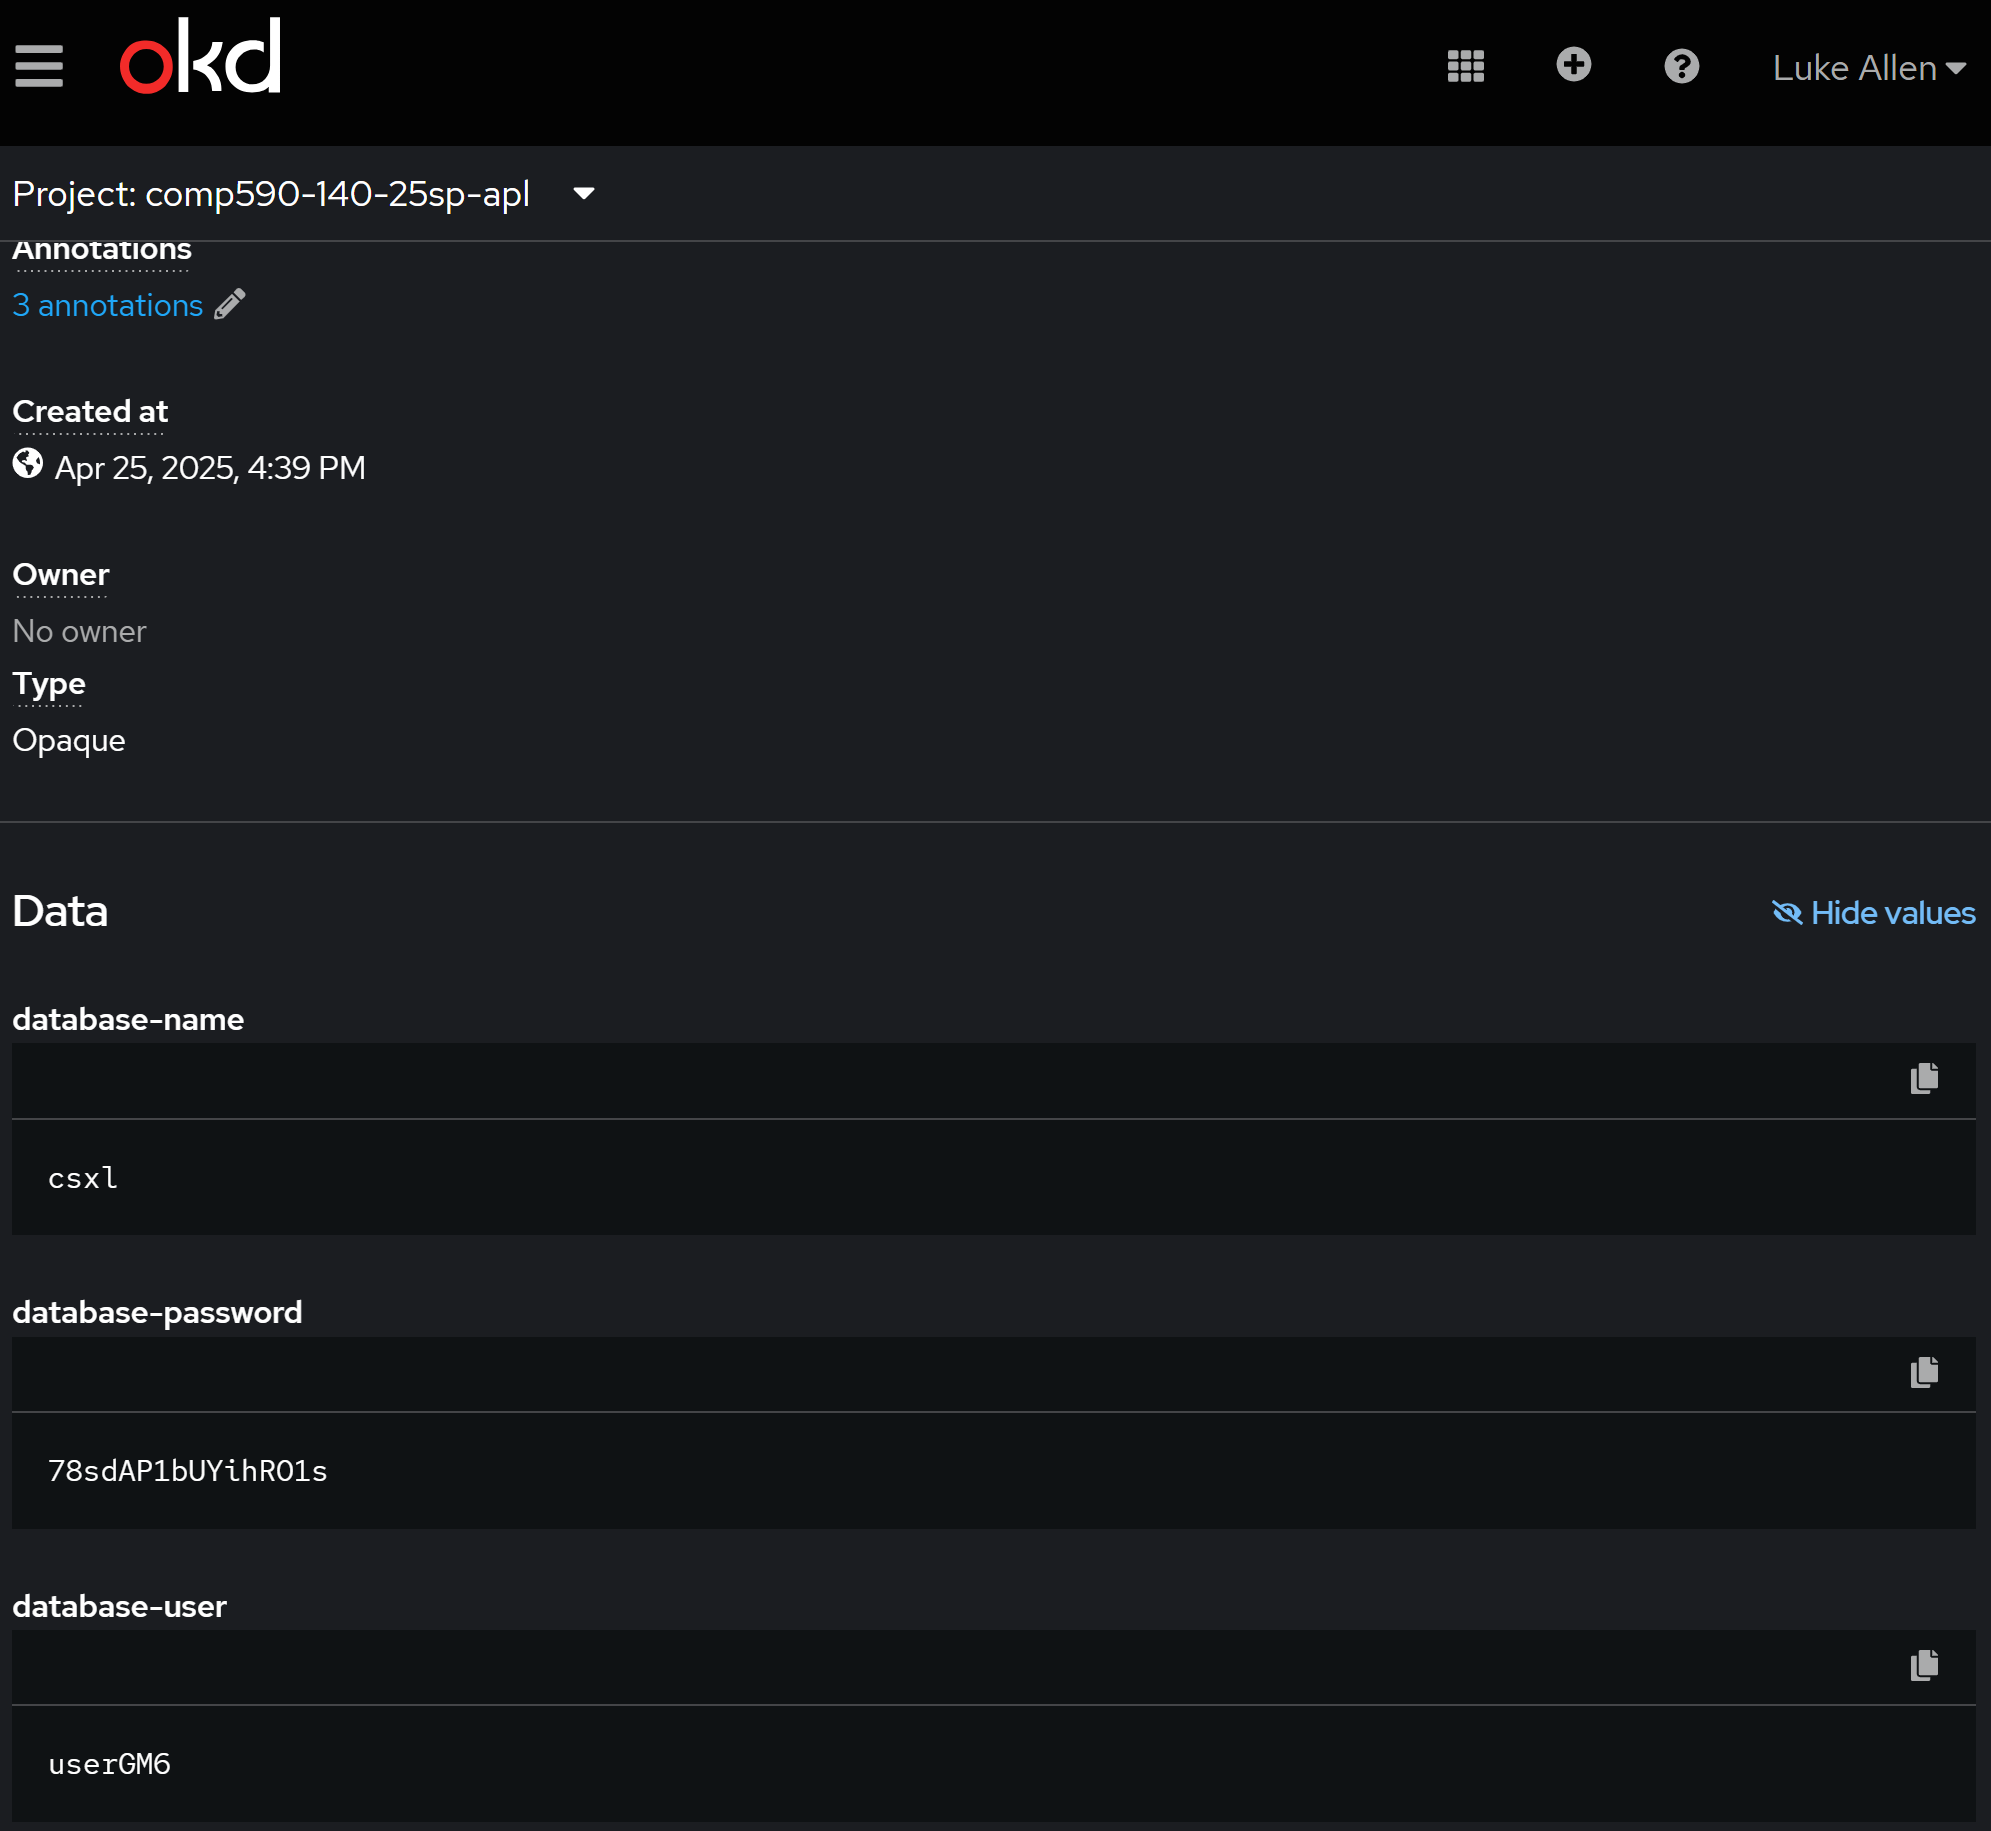 okd
Luke Allen
Project: comp590-140-25sp-apl
Annotations
3 annotations
Created at
Apr 25, 2025, 4:39 PM
Owner
No owner
Type
Opaque
Data
Hide values
database-name
csxl
database-password
78sdAP1bUYihRO1s
database-user
userGM6